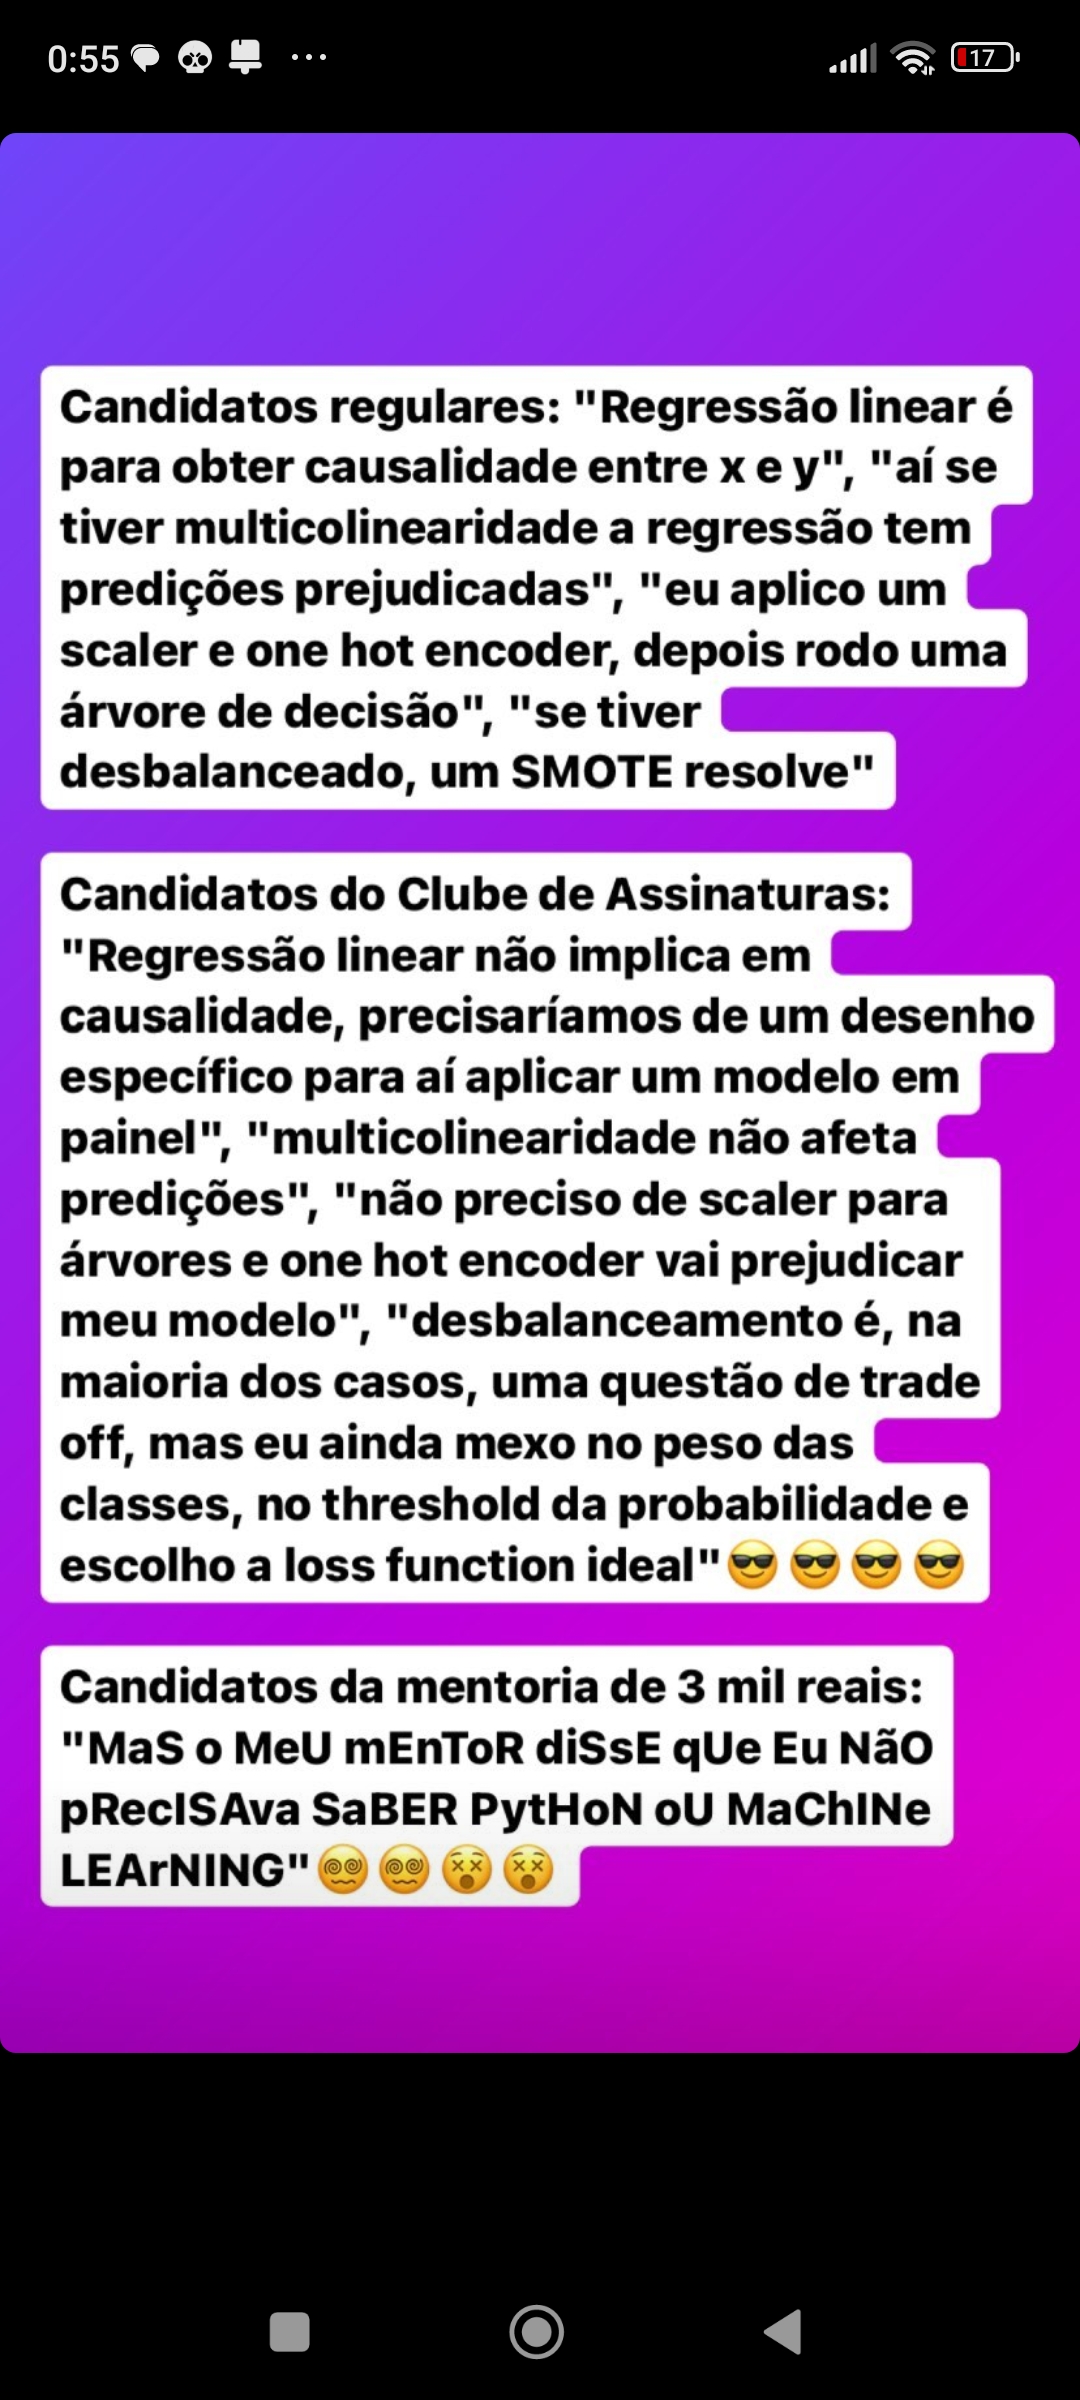 0:55
17
Candidatos regulares: "Regressão linear é
para obter causalidade entre x e y", "aí se
tiver multicolinearidade a regressão tem
predições prejudicadas", "eu aplico um
scaler e one hot encoder, depois rodo uma
árvore de decisão", "se tiver
desbalanceado, um SMOTE resolve"
Candidatos do Clube de Assinaturas:
"Regressão linear não implica em
causalidade, precisaríamos de um desenho
específico para aí aplicar um modelo em
painel", "multicolinearidade não afeta
predições", "não preciso de scaler para
árvores e one hot encoder vai prejudicar
meu modelo", "desbalanceamento é, na
maioria dos casos, uma questão de trade
off, mas eu ainda mexo no peso das
classes, no threshold da probabilidade e
escolho a loss function ideal"😎😎😎😎
Candidatos da mentoria de 3 mil reais:
"MaS o MeU mEnToR diSsE qUe Eu NãO
pRecISAva SaBER PytHoN oU MaChINe
LEArNING"😵‍💫😵‍💫😵😵